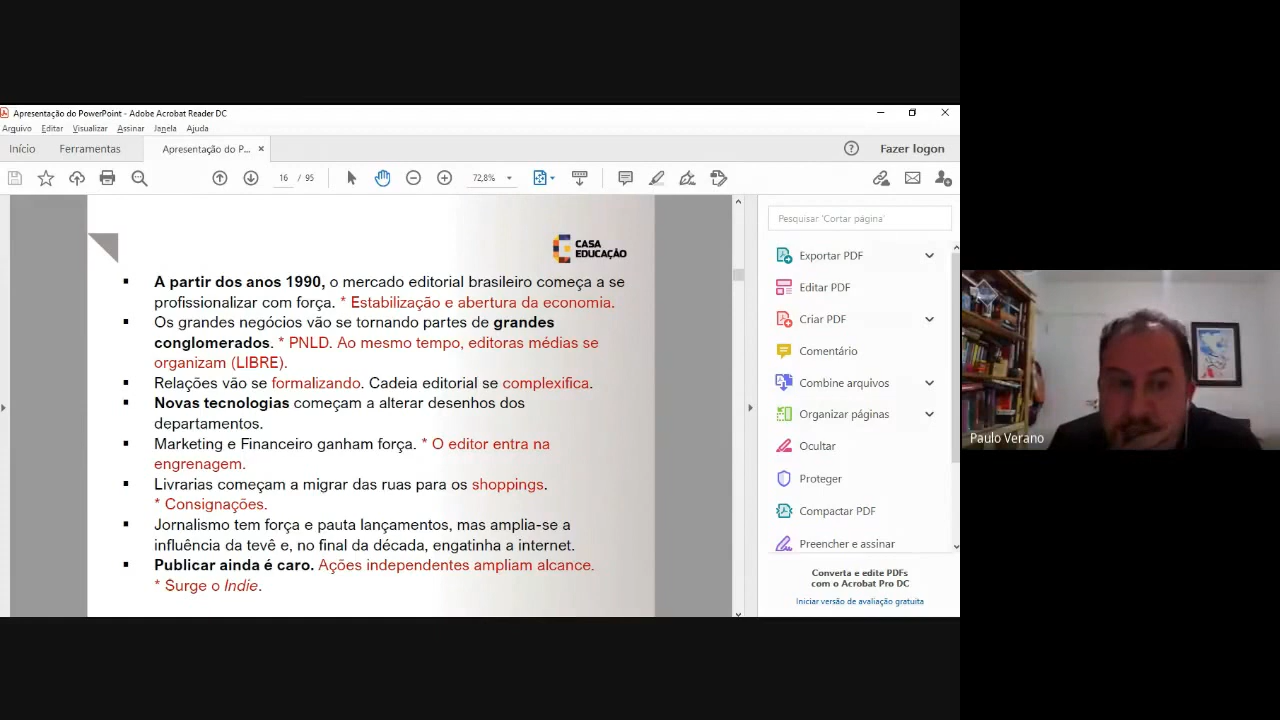 Apresentação do PowerPoint - Adobe Acrobat Reader DC
Arquivo Editar Visualizar Assinar Janela Ajuda
Início Ferramentas Apresentação do P... × Fazer logon
16 / 95 72,8%
CASA
EDUCAÇÃO
▪ A partir dos anos 1990, o mercado editorial brasileiro começa a se
profissionalizar com força. * Estabilização e abertura da economia.
▪ Os grandes negócios vão se tornando partes de grandes
conglomerados. * PNLD. Ao mesmo tempo, editoras médias se
organizam (LIBRE).
▪ Relações vão se formalizando. Cadeia editorial se complexifica.
▪ Novas tecnologias começam a alterar desenhos dos
departamentos.
▪ Marketing e Financeiro ganham força. * O editor entra na
engrenagem.
▪ Livrarias começam a migrar das ruas para os shoppings.
* Consignações.
▪ Jornalismo tem força e pauta lançamentos, mas amplia-se a
influência da tevê e, no final da década, engatinha a internet.
▪ Publicar ainda é caro. Ações independentes ampliam alcance.
* Surge o Indie.
Pesquisar 'Cortar página'
Exportar PDF
Editar PDF
Criar PDF
Comentário
Combine arquivos
Organizar páginas
Ocultar
Proteger
Compactar PDF
Preencher e assinar
Converta e edite PDFs
com o Acrobat Pro DC
Iniciar versão de avaliação gratuita
Paulo Verano